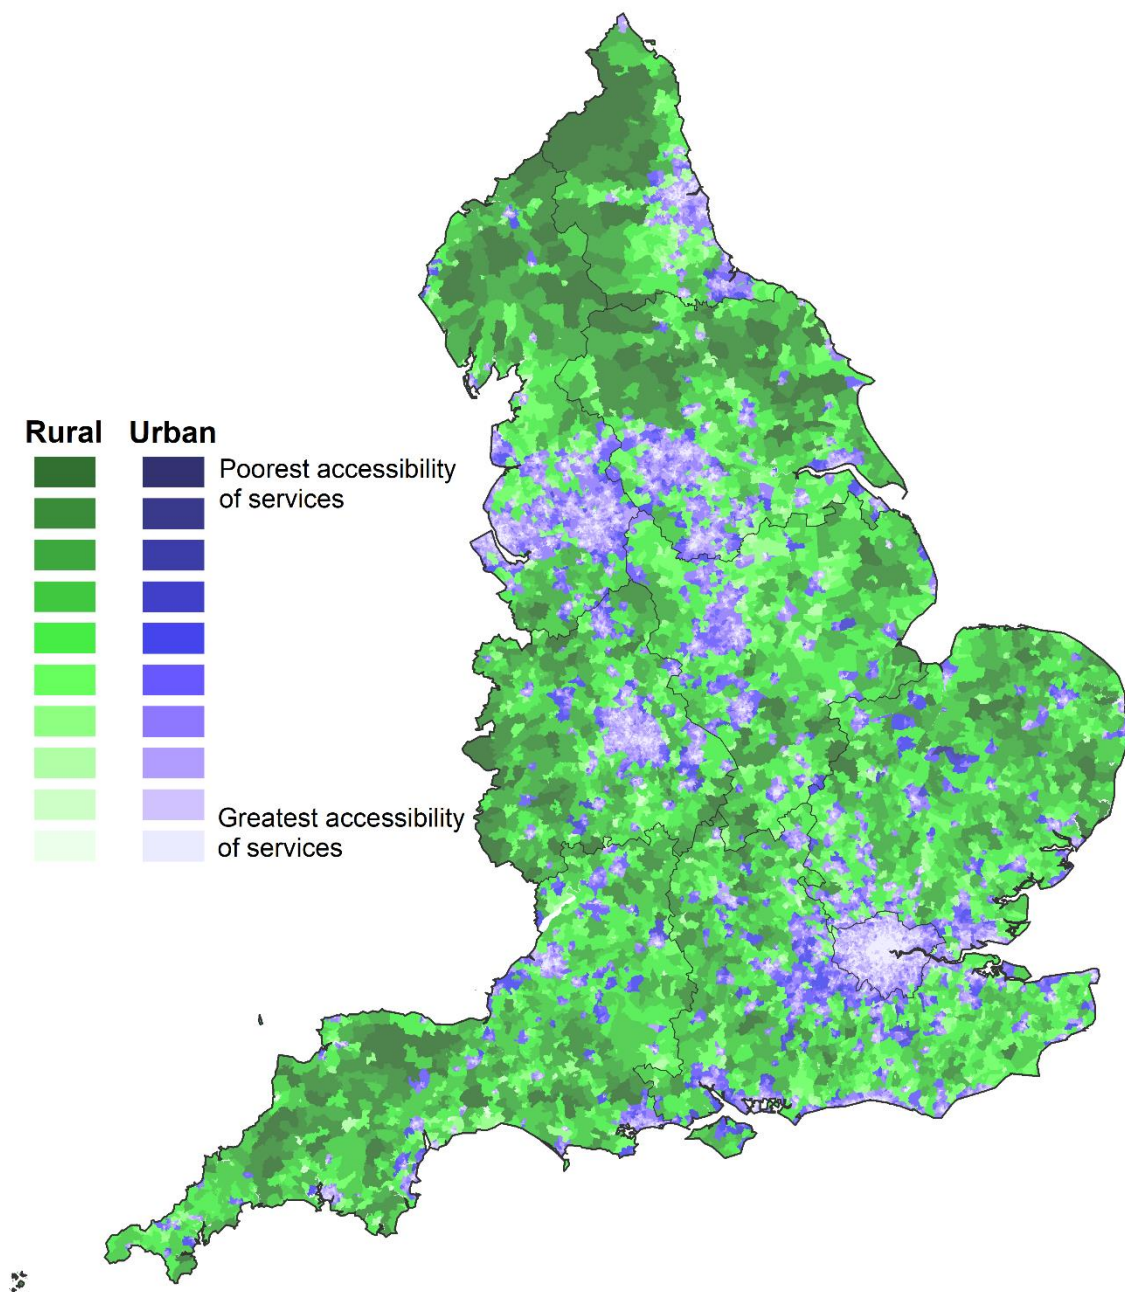 Rural Urban
Poorest accessibility
of services
Greatest accessibility
of services